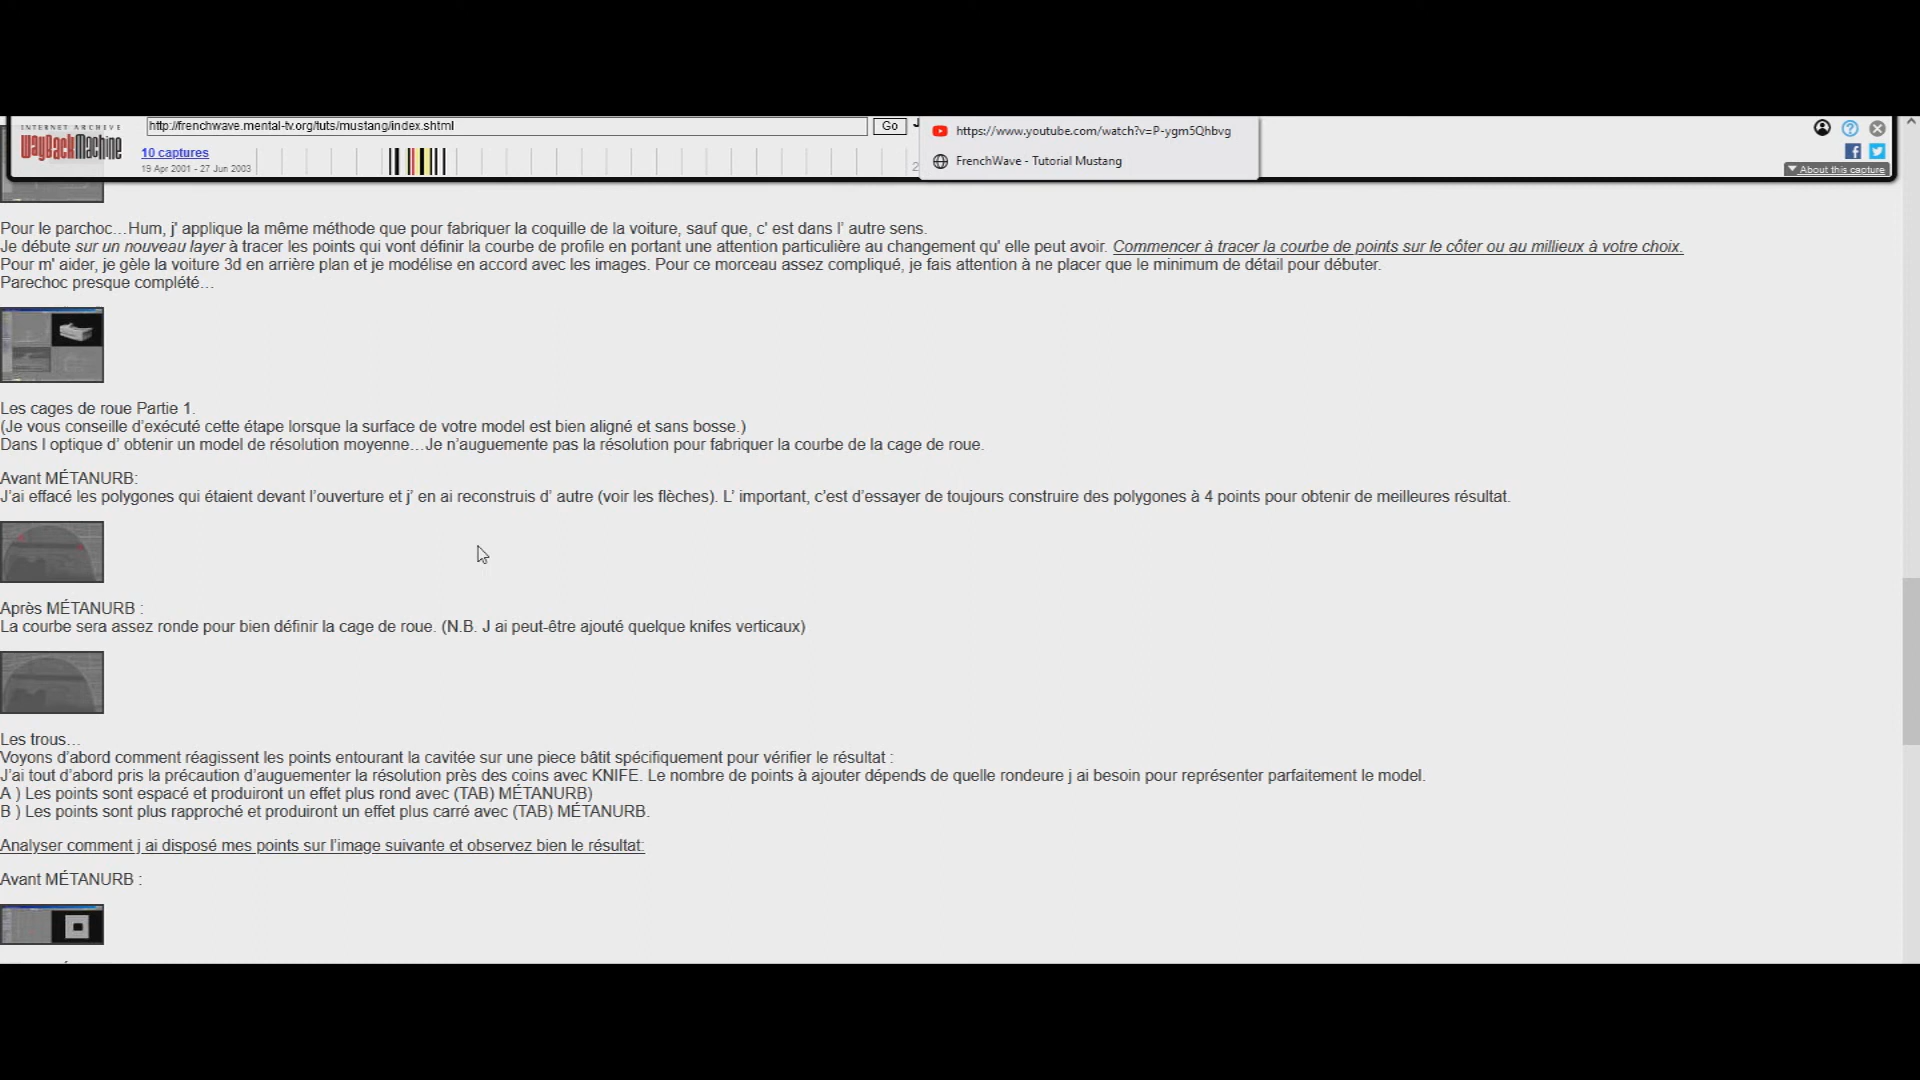 INTERNET ARCHIVE
WayBackMachine
http://frenchwave.mental-tv.org/tuts/mustang/index.shtml
Go
10 captures
19 Apr 2001 - 27 Jun 2003
https://www.youtube.com/watch?v=P-ygm5Qhbvg
FrenchWave - Tutorial Mustang
About this capture
Pour le parchoc…Hum, j' applique la même méthode que pour fabriquer la coquille de la voiture, sauf que, c' est dans l' autre sens.
Je débute sur un nouveau layer à tracer les points qui vont définir la courbe de profile en portant une attention particulière au changement qu' elle peut avoir. Commencer à tracer la courbe de points sur le côter ou au millieux à votre choix.
Pour m' aider, je gèle la voiture 3d en arrière plan et je modélise en accord avec les images. Pour ce morceau assez compliqué, je fais attention à ne placer que le minimum de détail pour débuter.
Parechoc presque complété…
Les cages de roue Partie 1.
(Je vous conseille d’exécuté cette étape lorsque la surface de votre model est bien aligné et sans bosse.)
Dans l optique d’ obtenir un model de résolution moyenne…Je n’auguemente pas la résolution pour fabriquer la courbe de la cage de roue.
Avant MÉTANURB:
J’ai effacé les polygones qui étaient devant l’ouverture et j’ en ai reconstruis d’ autre (voir les flèches). L’ important, c’est d’essayer de toujours construire des polygones à 4 points pour obtenir de meilleures résultat.
Après MÉTANURB :
La courbe sera assez ronde pour bien définir la cage de roue. (N.B. J ai peut-être ajouté quelque knifes verticaux)
Les trous…
Voyons d’abord comment réagissent les points entourant la cavitée sur une piece bâtit spécifiquement pour vérifier le résultat :
J’ai tout d’abord pris la précaution d’auguementer la résolution près des coins avec KNIFE. Le nombre de points à ajouter dépends de quelle rondeure j ai besoin pour représenter parfaitement le model.
A ) Les points sont espacé et produiront un effet plus rond avec (TAB) MÉTANURB)
B ) Les points sont plus rapproché et produiront un effet plus carré avec (TAB) MÉTANURB.
Analyser comment j ai disposé mes points sur l’image suivante et observez bien le résultat:
Avant MÉTANURB :